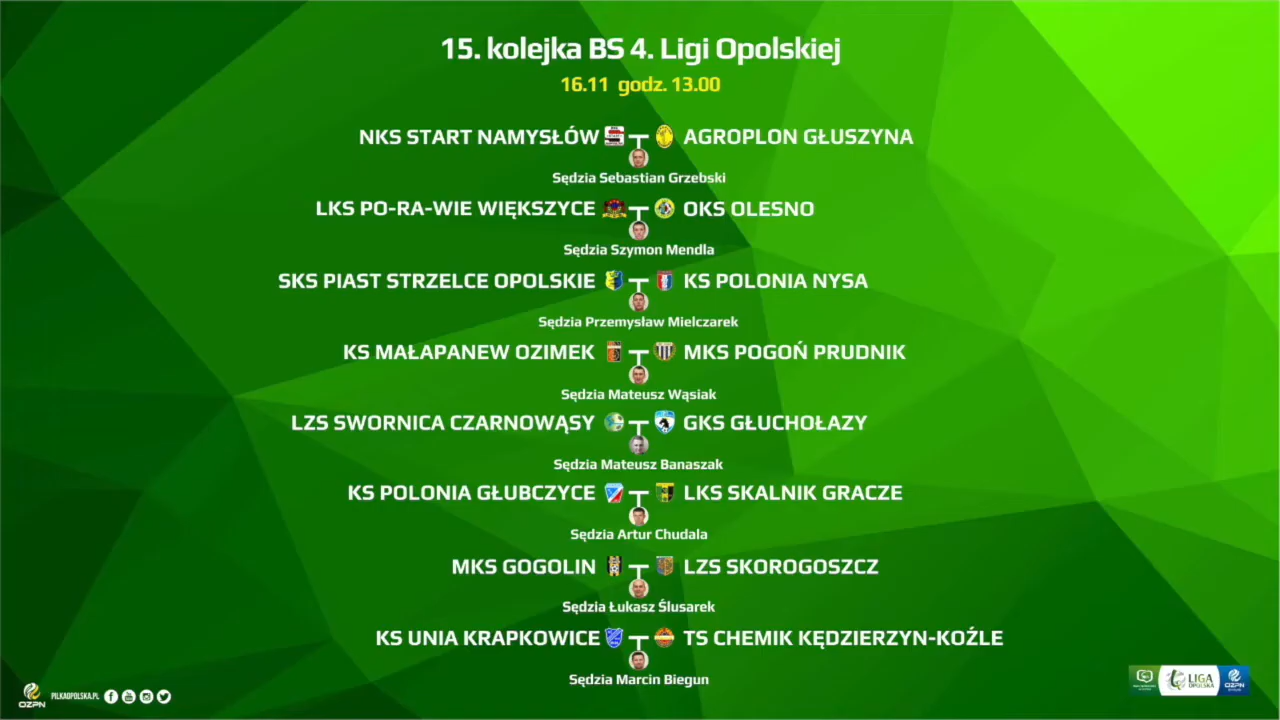 15. kolejka BS 4. Ligi Opolskiej
16.11 godz. 13.00
NKS START NAMYSŁÓW AGROPLON GŁUSZYNA
Sędzia Sebastian Grzebski
LKS PO-RA-WIE WIĘKSZYCE OKS OLESNO
Sędzia Szymon Mendla
SKS PIAST STRZELCE OPOLSKIE KS POLONIA NYSA
Sędzia Przemysław Mielczarek
KS MAŁAPANEW OZIMEK MKS POGOŃ PRUDNIK
Sędzia Mateusz Wąsiak
LZS SWORNICA CZARNOWĄSY GKS GŁUCHOŁAZY
Sędzia Mateusz Banaszak
KS POLONIA GŁUBCZYCE LKS SKALNIK GRACZE
Sędzia Artur Chudala
MKS GOGOLIN LZS SKOROGOSZCZ
Sędzia Łukasz Ślusarek
KS UNIA KRAPKOWICE TS CHEMIK KĘDZIERZYN-KOŹLE
Sędzia Marcin Biegun
OZPN PILKAOPOLSKA.PL
LIGA OPOLSKA OZPN